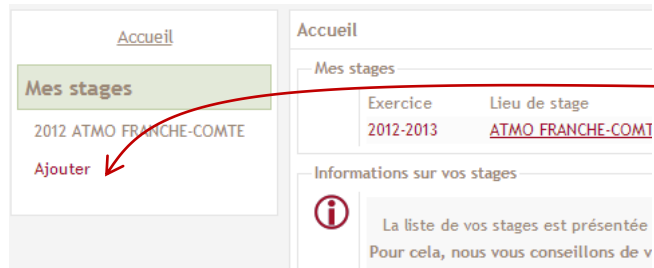 Accueil
Mes stages
2012 ATMO FRANCHE-COMTE
Ajouter
Accueil
Mes stages
Exercice Lieu de stage
2012-2013 ATMO FRANCHE-COMT
Informations sur vos stages
La liste de vos stages est présentée
Pour cela, nous vous conseillons de v